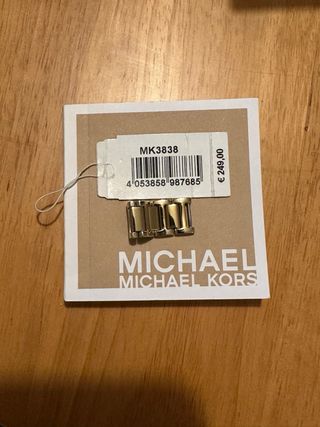 MK3838
4 053858 987685
€ 249,00
MICHAEL
MICHAEL KORS